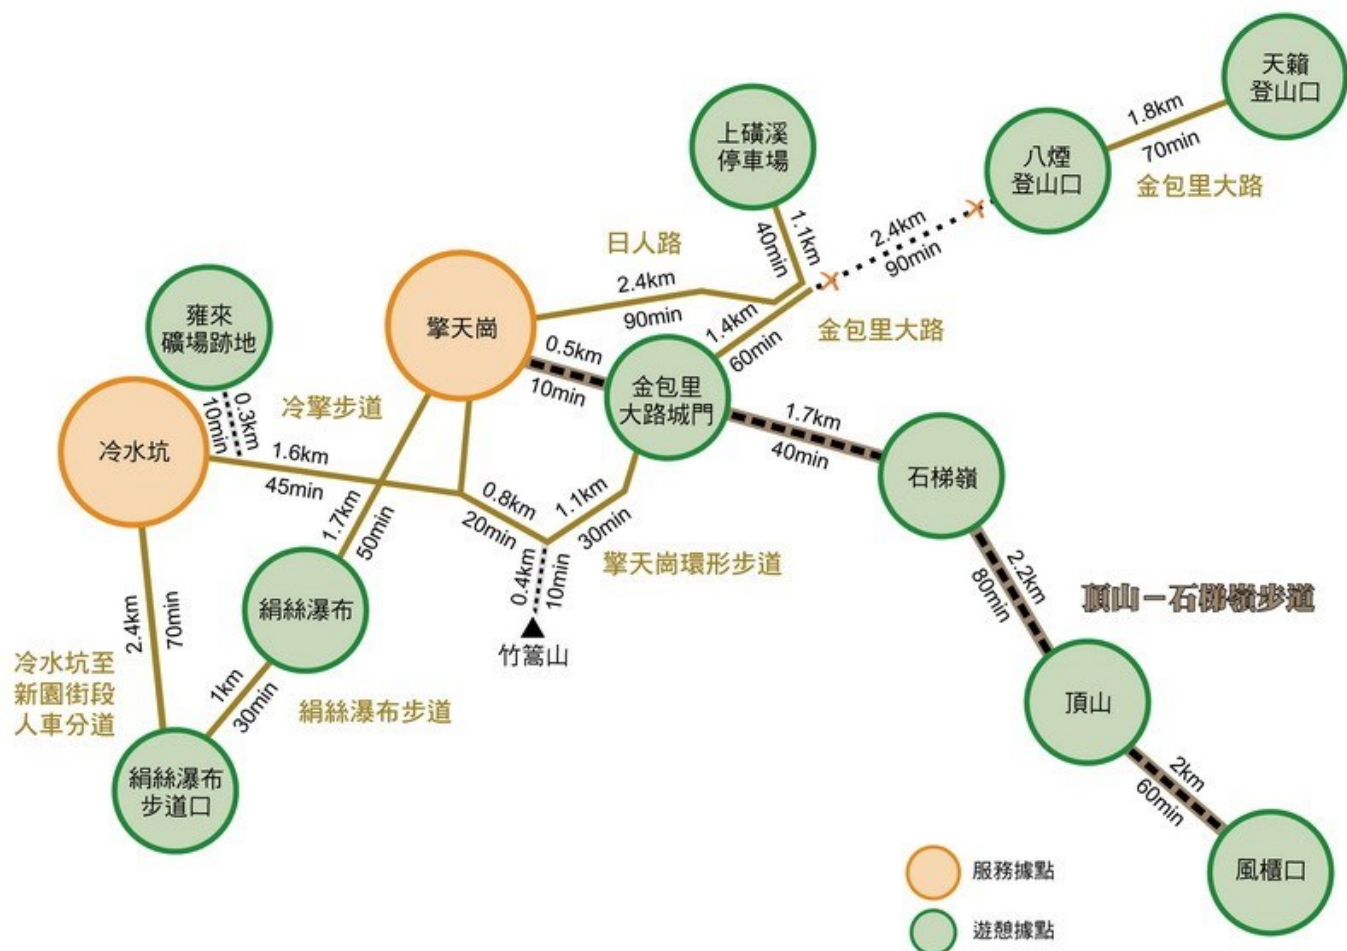 天籟
登山口
1.8km
70min
金包里大路
八煙
登山口
上磺溪
停車場
1.1km
40min
2.4km
90min
日人路
2.4km
90min
擎天崗
1.4km
60min
金包里大路
雍來
礦場跡地
0.3km
10min
冷擎步道
0.5km
10min
金包里
大路城門
冷水坑
1.6km
45min
1.7km
40min
石梯嶺
0.8km
20min
1.1km
30min
1.7km
50min
擎天崗環形步道
0.4km
10min
竹篙山
2.2km
80min
頂山－石梯嶺步道
絹絲瀑布
2.4km
70min
冷水坑至
新園街段
人車分道
1km
30min
絹絲瀑布步道
頂山
絹絲瀑布
步道口
2km
60min
風櫃口
服務據點
遊憩據點